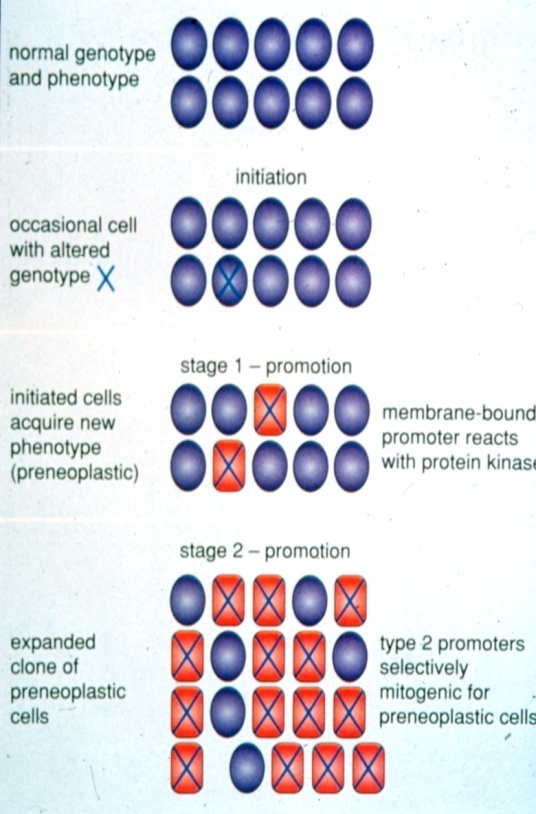 normal genotype
and phenotype
initiation
occasional cell
with altered
genotype X
stage 1 – promotion
initiated cells
acquire new
phenotype
(preneoplastic)
membrane-bound
promoter reacts
with protein kinase
stage 2 – promotion
expanded
clone of
preneoplastic
cells
type 2 promoters
selectively
mitogenic for
preneoplastic cells